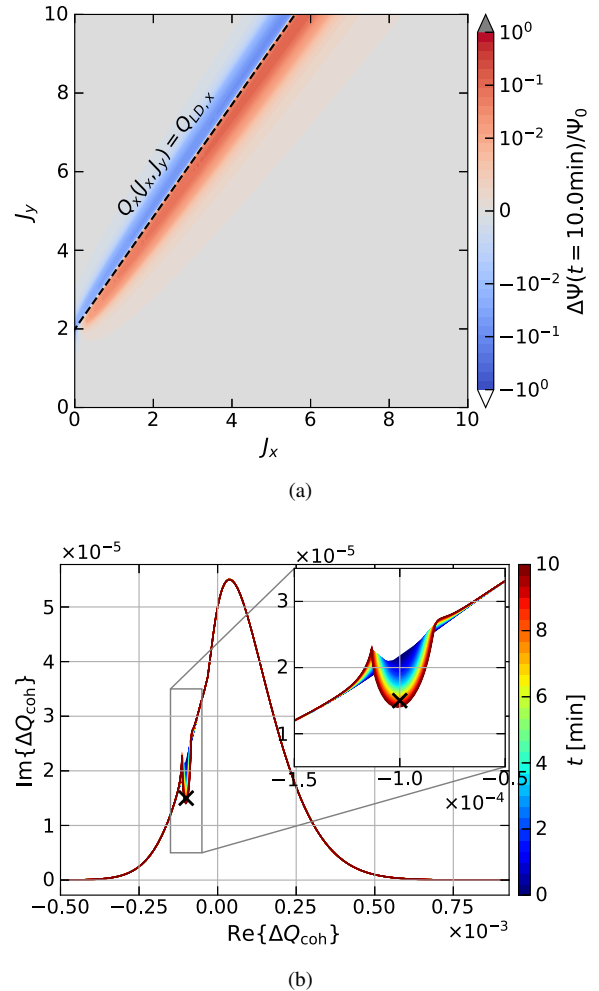 10
8
6
4
2
0
J_y
Q_x(J_x, J_y) = Q_{LD,x}
0 2 4 6 8 10
J_x
10^0
10^{-1}
10^{-2}
0
−10^{-2}
−10^{-1}
−10^0
ΔΨ(t = 10.0min)/Ψ_0
(a)
×10^{-5}
5
4
3
2
1
0
Im{ΔQ_coh}
×10^{-5}
3
2
1
−1.5 −1.0 −0.5
×10^{-4}
−0.50 −0.25 0.00 0.25 0.50 0.75
Re{ΔQ_coh}
×10^{-3}
10
8
6
4
2
0
t [min]
(b)